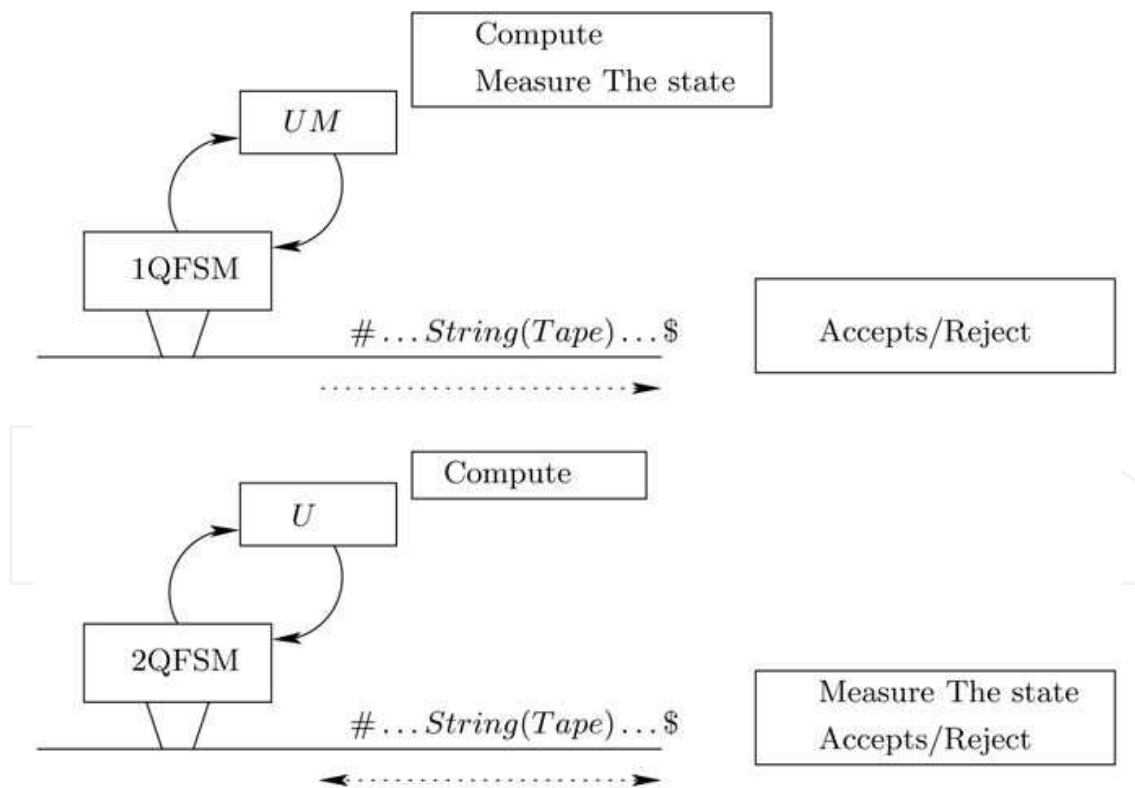 Compute
Measure The state
UM
1QFSM
#...String(Tape)...$
Accepts/Reject
Compute
U
2QFSM
#...String(Tape)...$
Measure The state
Accepts/Reject